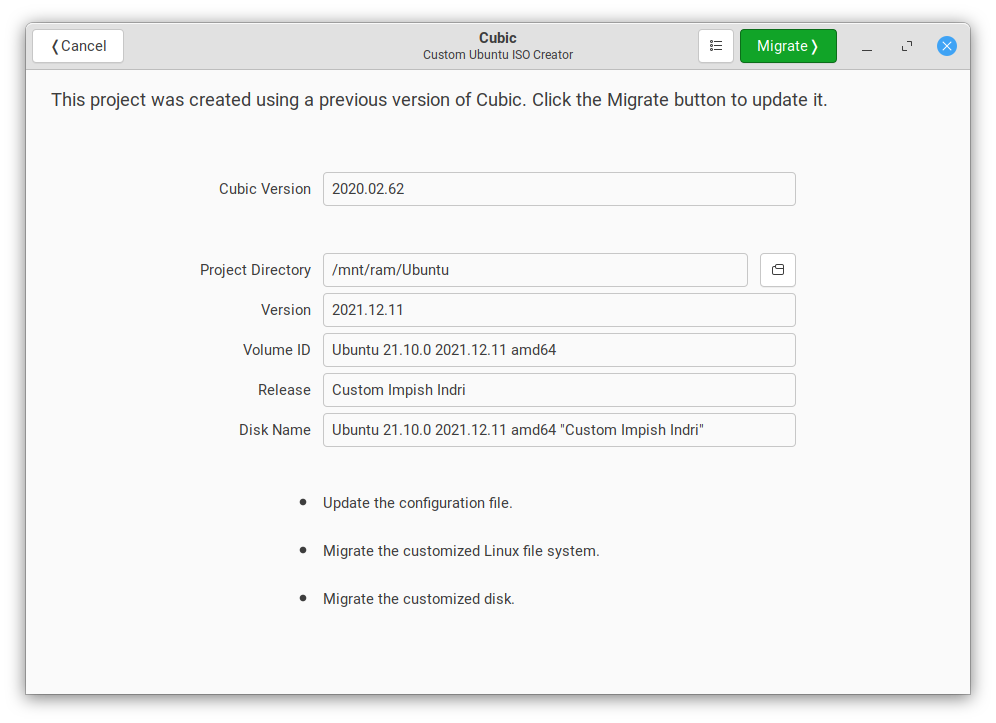 ❬Cancel
Cubic
Custom Ubuntu ISO Creator
Migrate❭
This project was created using a previous version of Cubic. Click the Migrate button to update it.
Cubic Version 2020.02.62
Project Directory /mnt/ram/Ubuntu
Version 2021.12.11
Volume ID Ubuntu 21.10.0 2021.12.11 amd64
Release Custom Impish Indri
Disk Name Ubuntu 21.10.0 2021.12.11 amd64 "Custom Impish Indri"
• Update the configuration file.
• Migrate the customized Linux file system.
• Migrate the customized disk.